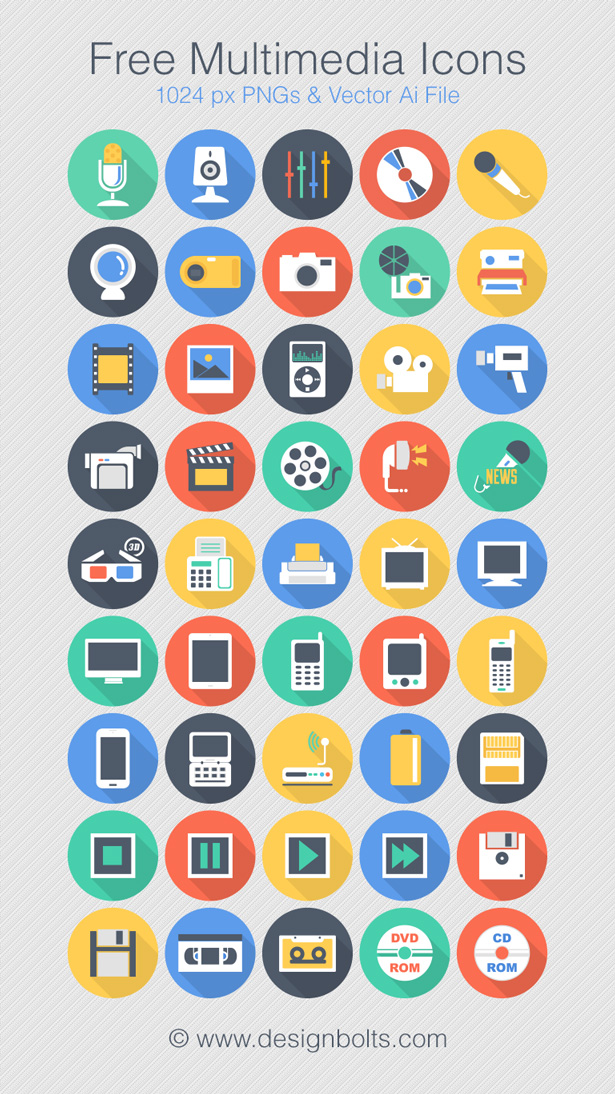 Free Multimedia Icons
1024 px PNGs & Vector Ai File
NEWS
3D
DVD
ROM
CD
ROM
© www.designbolts.com